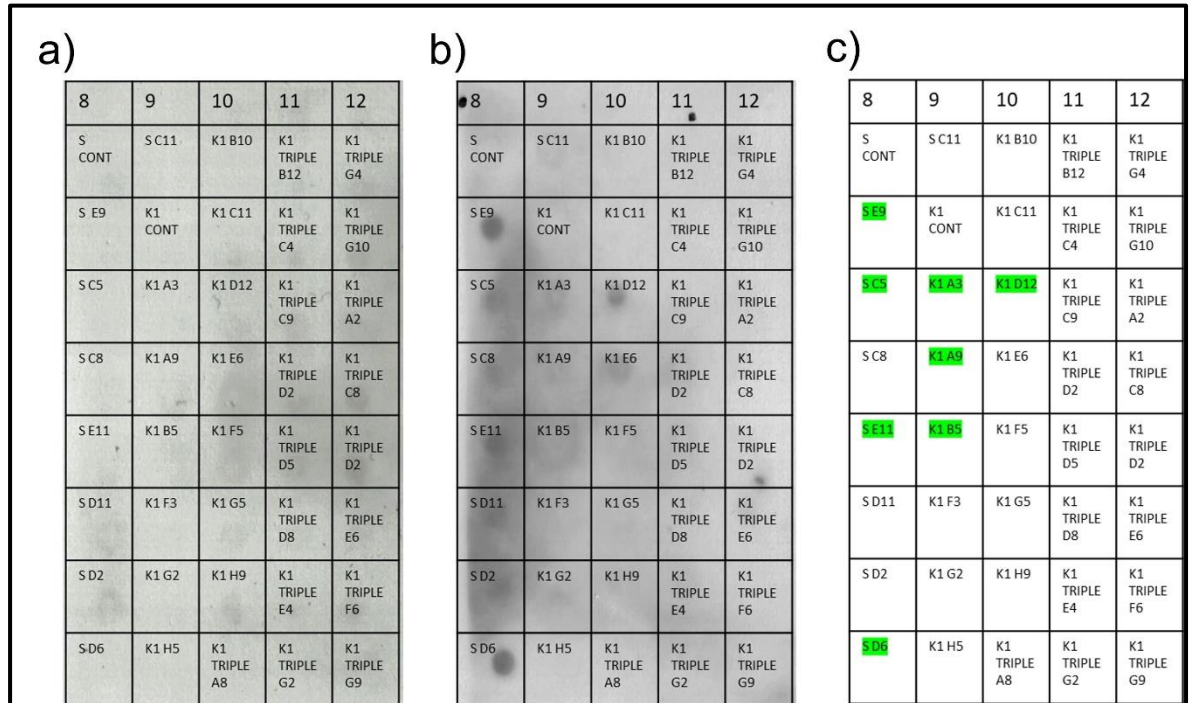 a)
8 9 10 11 12
S CONT S C11 K1 B10 K1 TRIPLE B12 K1 TRIPLE G4
S E9 K1 CONT K1 C11 K1 TRIPLE C4 K1 TRIPLE G10
S C5 K1 A3 K1 D12 K1 TRIPLE C9 K1 TRIPLE A2
S C8 K1 A9 K1 E6 K1 TRIPLE D2 K1 TRIPLE C8
S E11 K1 B5 K1 F5 K1 TRIPLE D5 K1 TRIPLE D2
S D11 K1 F3 K1 G5 K1 TRIPLE D8 K1 TRIPLE E6
S D2 K1 G2 K1 H9 K1 TRIPLE E4 K1 TRIPLE F6
S D6 K1 H5 K1 TRIPLE A8 K1 TRIPLE G2 K1 TRIPLE G9
b)
8 9 10 11 12
S CONT S C11 K1 B10 K1 TRIPLE B12 K1 TRIPLE G4
S E9 K1 CONT K1 C11 K1 TRIPLE C4 K1 TRIPLE G10
S C5 K1 A3 K1 D12 K1 TRIPLE C9 K1 TRIPLE A2
S C8 K1 A9 K1 E6 K1 TRIPLE D2 K1 TRIPLE C8
S E11 K1 B5 K1 F5 K1 TRIPLE D5 K1 TRIPLE D2
S D11 K1 F3 K1 G5 K1 TRIPLE D8 K1 TRIPLE E6
S D2 K1 G2 K1 H9 K1 TRIPLE E4 K1 TRIPLE F6
S D6 K1 H5 K1 TRIPLE A8 K1 TRIPLE G2 K1 TRIPLE G9
c)
8 9 10 11 12
S CONT S C11 K1 B10 K1 TRIPLE B12 K1 TRIPLE G4
S E9 K1 CONT K1 C11 K1 TRIPLE C4 K1 TRIPLE G10
S C5 K1 A3 K1 D12 K1 TRIPLE C9 K1 TRIPLE A2
S C8 K1 A9 K1 E6 K1 TRIPLE D2 K1 TRIPLE C8
S E11 K1 B5 K1 F5 K1 TRIPLE D5 K1 TRIPLE D2
S D11 K1 F3 K1 G5 K1 TRIPLE D8 K1 TRIPLE E6
S D2 K1 G2 K1 H9 K1 TRIPLE E4 K1 TRIPLE F6
S D6 K1 H5 K1 TRIPLE A8 K1 TRIPLE G2 K1 TRIPLE G9